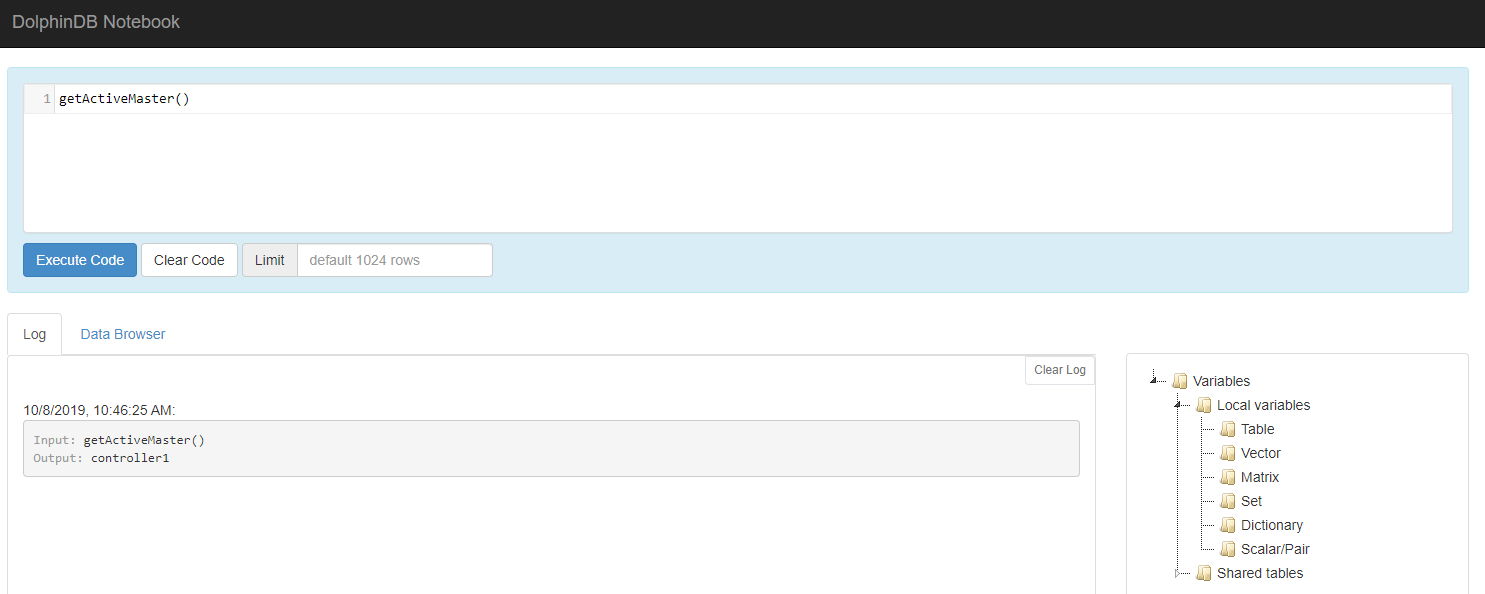 DolphinDB Notebook
1 getActiveMaster()
Execute Code Clear Code Limit default 1024 rows
Log Data Browser
Clear Log
10/8/2019, 10:46:25 AM:
Input: getActiveMaster()
Output: controller1
Variables
Local variables
Table
Vector
Matrix
Set
Dictionary
Scalar/Pair
Shared tables